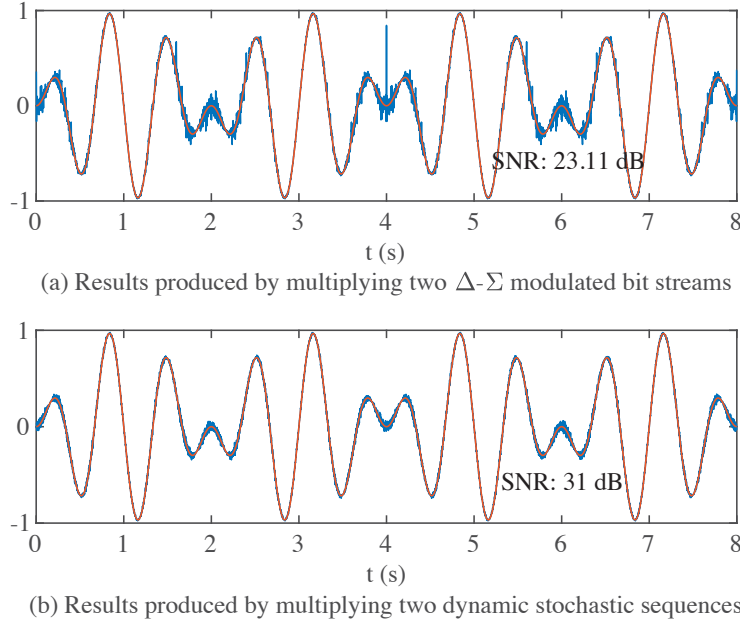 1
0
-1
SNR: 23.11 dB
0 1 2 3 4 5 6 7 8
t (s)
(a) Results produced by multiplying two Δ-Σ modulated bit streams
1
0
-1
SNR: 31 dB
0 1 2 3 4 5 6 7 8
t (s)
(b) Results produced by multiplying two dynamic stochastic sequences